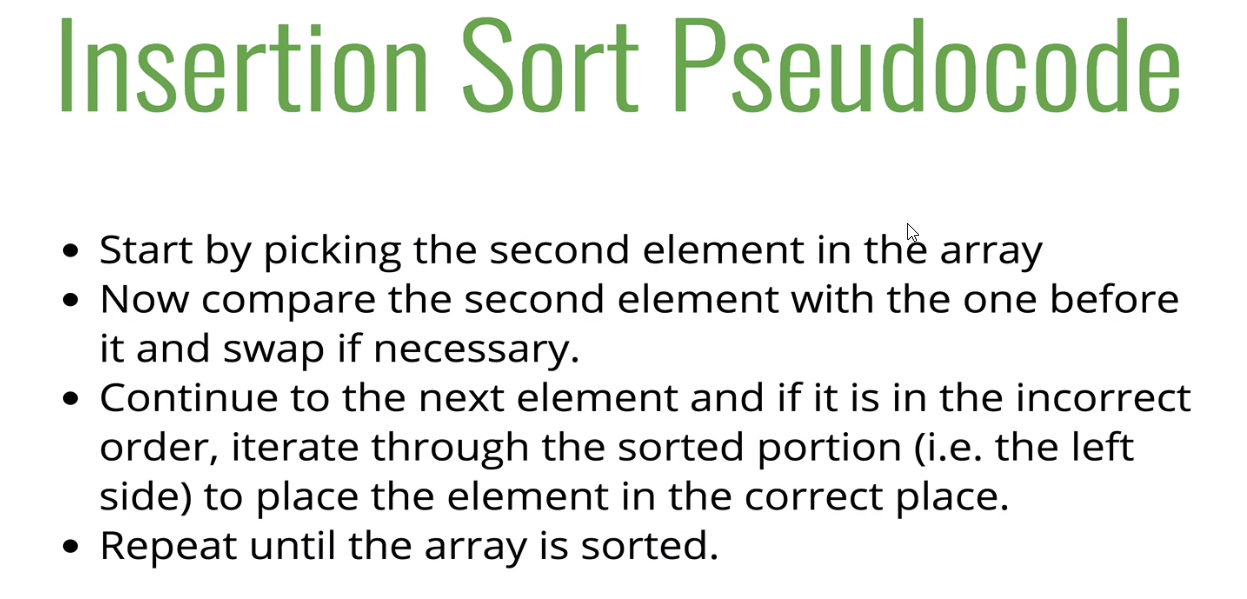 Insertion Sort Pseudocode
• Start by picking the second element in the array
• Now compare the second element with the one before
it and swap if necessary.
• Continue to the next element and if it is in the incorrect
order, iterate through the sorted portion (i.e. the left
side) to place the element in the correct place.
• Repeat until the array is sorted.